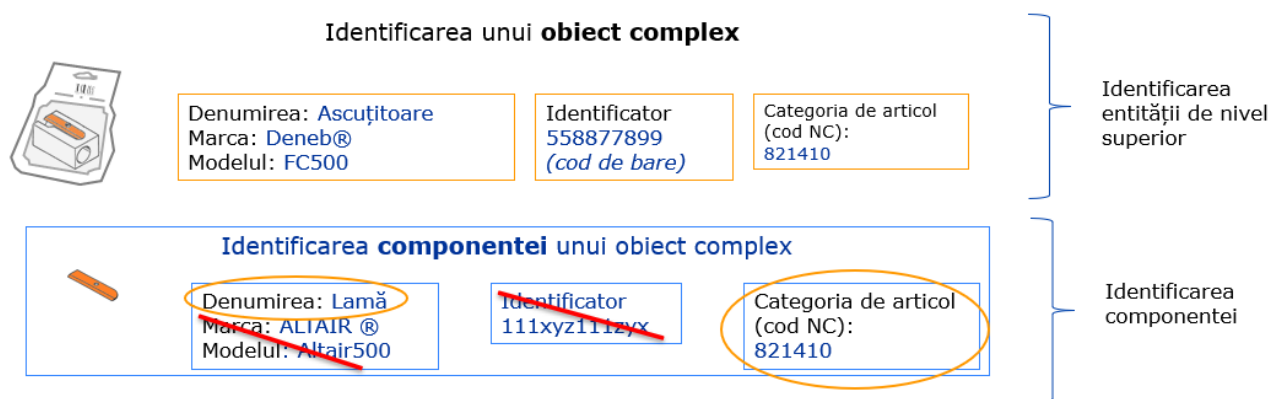 Identificarea unui obiect complex
Denumirea: Ascuțitoare
Marca: Deneb®
Modelul: FC500
Identificator
558877899
(cod de bare)
Categoria de articol
(cod NC):
821410
Identificarea
entității de nivel
superior
Identificarea componentei unui obiect complex
Denumirea: Lamă
Marca: ALTAIR ®
Modelul: Altair500
Identificator
111xyz111zyx
Categoria de articol
(cod NC):
821410
Identificarea
componentei